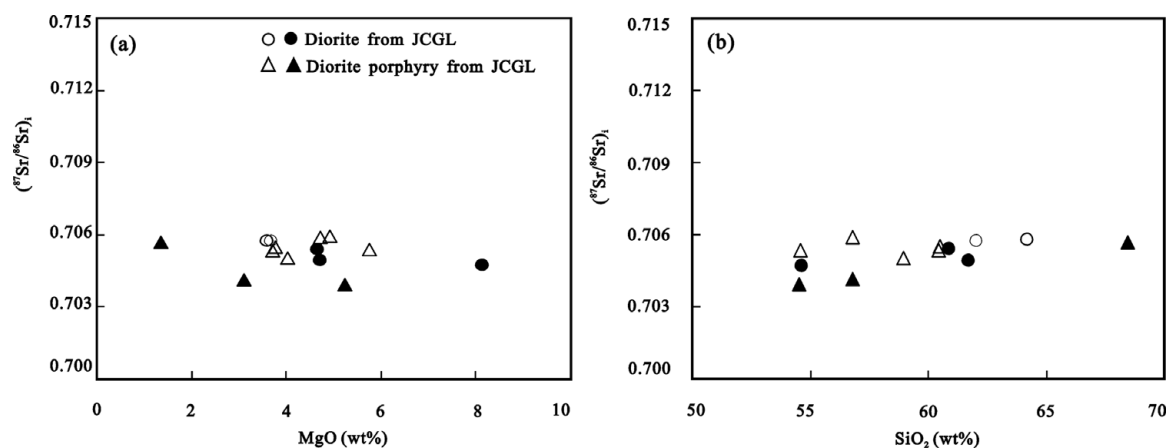 (a)
○ ● Diorite from JCGL
△ ▲ Diorite porphyry from JCGL
0.715
0.712
0.709
0.706
0.703
0.700
(⁸⁷Sr/⁸⁶Sr)ᵢ
0 2 4 6 8 10
MgO (wt%)
(b)
0.715
0.712
0.709
0.706
0.703
0.700
(⁸⁷Sr/⁸⁶Sr)ᵢ
50 55 60 65 70
SiO₂ (wt%)